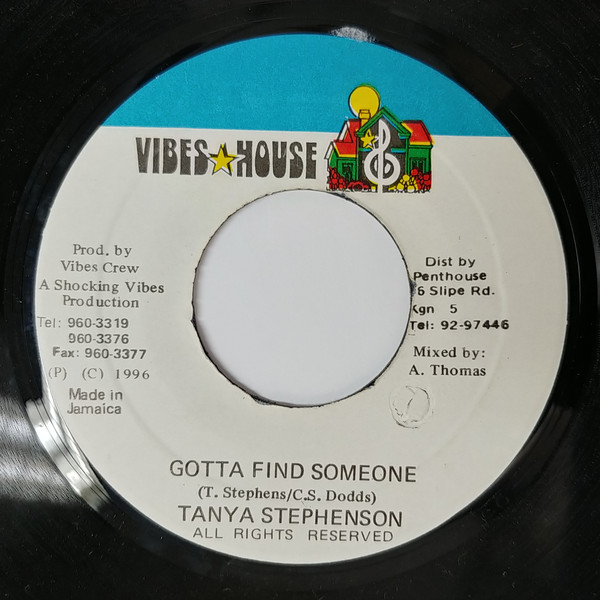 VIBES HOUSE
Prod. by
Vibes Crew
A Shocking Vibes
Production
Tel: 960-3319
960-3376
Fax: 960-3377
(P) (C) 1996
Made in
Jamaica
Dist by
Penthouse
6 Slipe Rd.
Kgn 5
Tel: 92-97446
Mixed by:
A. Thomas
GOTTA FIND SOMEONE
(T. Stephens/C.S. Dodds)
TANYA STEPHENSON
ALL RIGHTS RESERVED